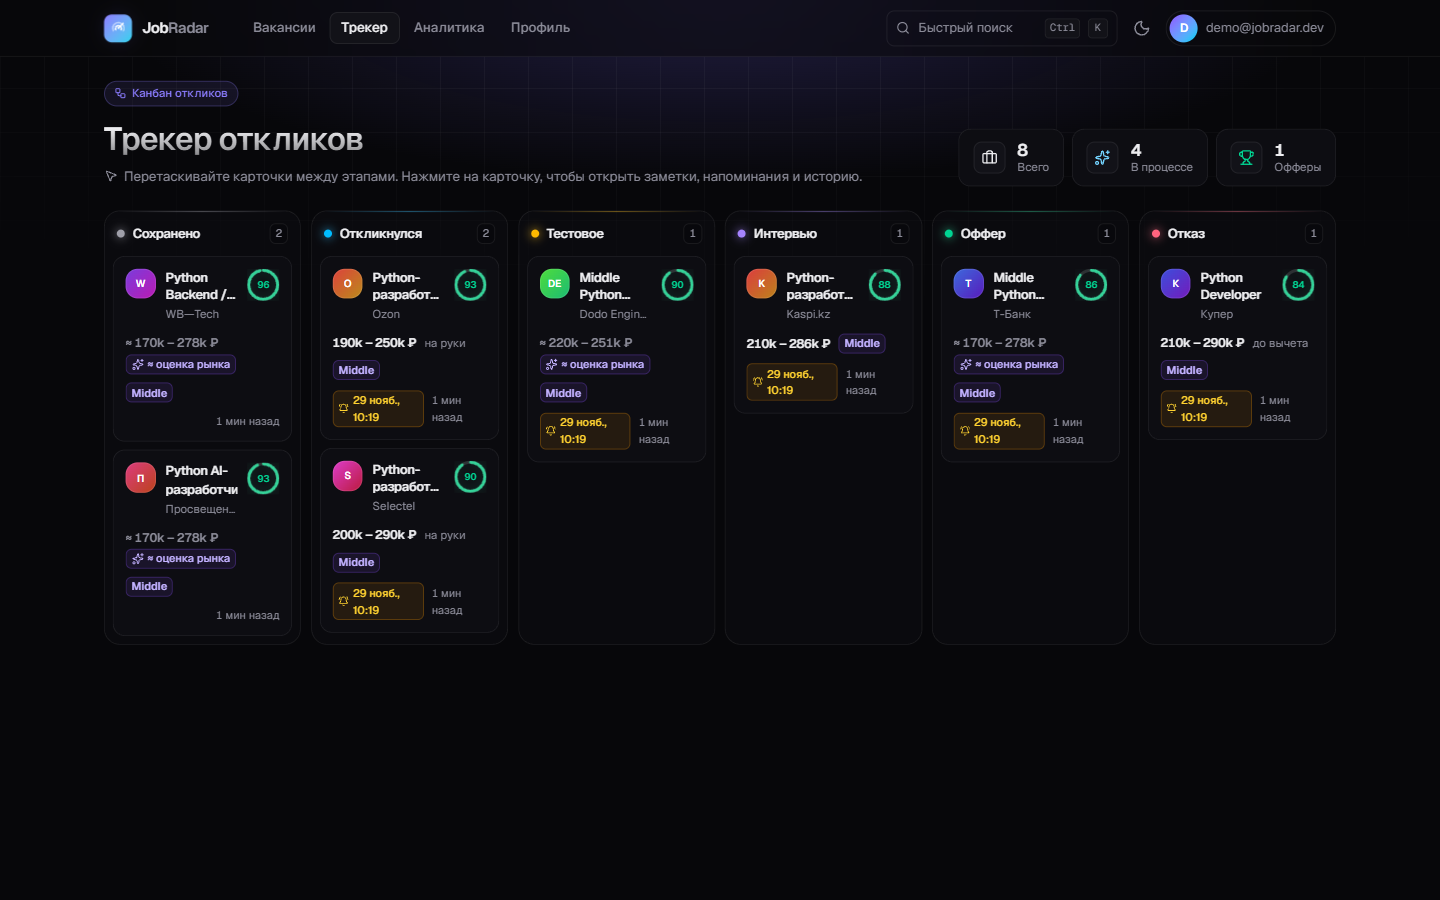 JobRadar
Вакансии
Трекер
Аналитика
Профиль
Быстрый поиск
Ctrl
K
D
demo@jobradar.dev
Канбан откликов
Трекер откликов
Перетаскивайте карточки между этапами. Нажмите на карточку, чтобы открыть заметки, напоминания и историю.
8
Всего
4
В процессе
1
Офферы
Сохранено
2
W
Python
Backend /...
96
WB—Tech
≈ 170k – 278k ₽
≈ оценка рынка
Middle
1 мин назад
П
Python AI-
разработчи
93
Просвещен...
≈ 170k – 278k ₽
≈ оценка рынка
Middle
1 мин назад
Откликнулся
2
O
Python-
разработ...
93
Ozon
190k – 250k ₽ на руки
Middle
29 нояб.,
10:19
1 мин
назад
S
Python-
разработ...
90
Selectel
200k – 290k ₽ на руки
Middle
29 нояб.,
10:19
1 мин
назад
Тестовое
1
DE
Middle
Python...
90
Dodo Engin...
≈ 220k – 251k ₽
≈ оценка рынка
Middle
29 нояб.,
10:19
1 мин
назад
Интервью
1
K
Python-
разработ...
88
Kaspi.kz
210k – 286k ₽
Middle
29 нояб.,
10:19
1 мин
назад
Оффер
1
Т
Middle
Python...
86
Т-Банк
≈ 170k – 278k ₽
≈ оценка рынка
Middle
29 нояб.,
10:19
1 мин
назад
Отказ
1
К
Python
Developer
84
Купер
210k – 290k ₽ до вычета
Middle
29 нояб.,
10:19
1 мин
назад